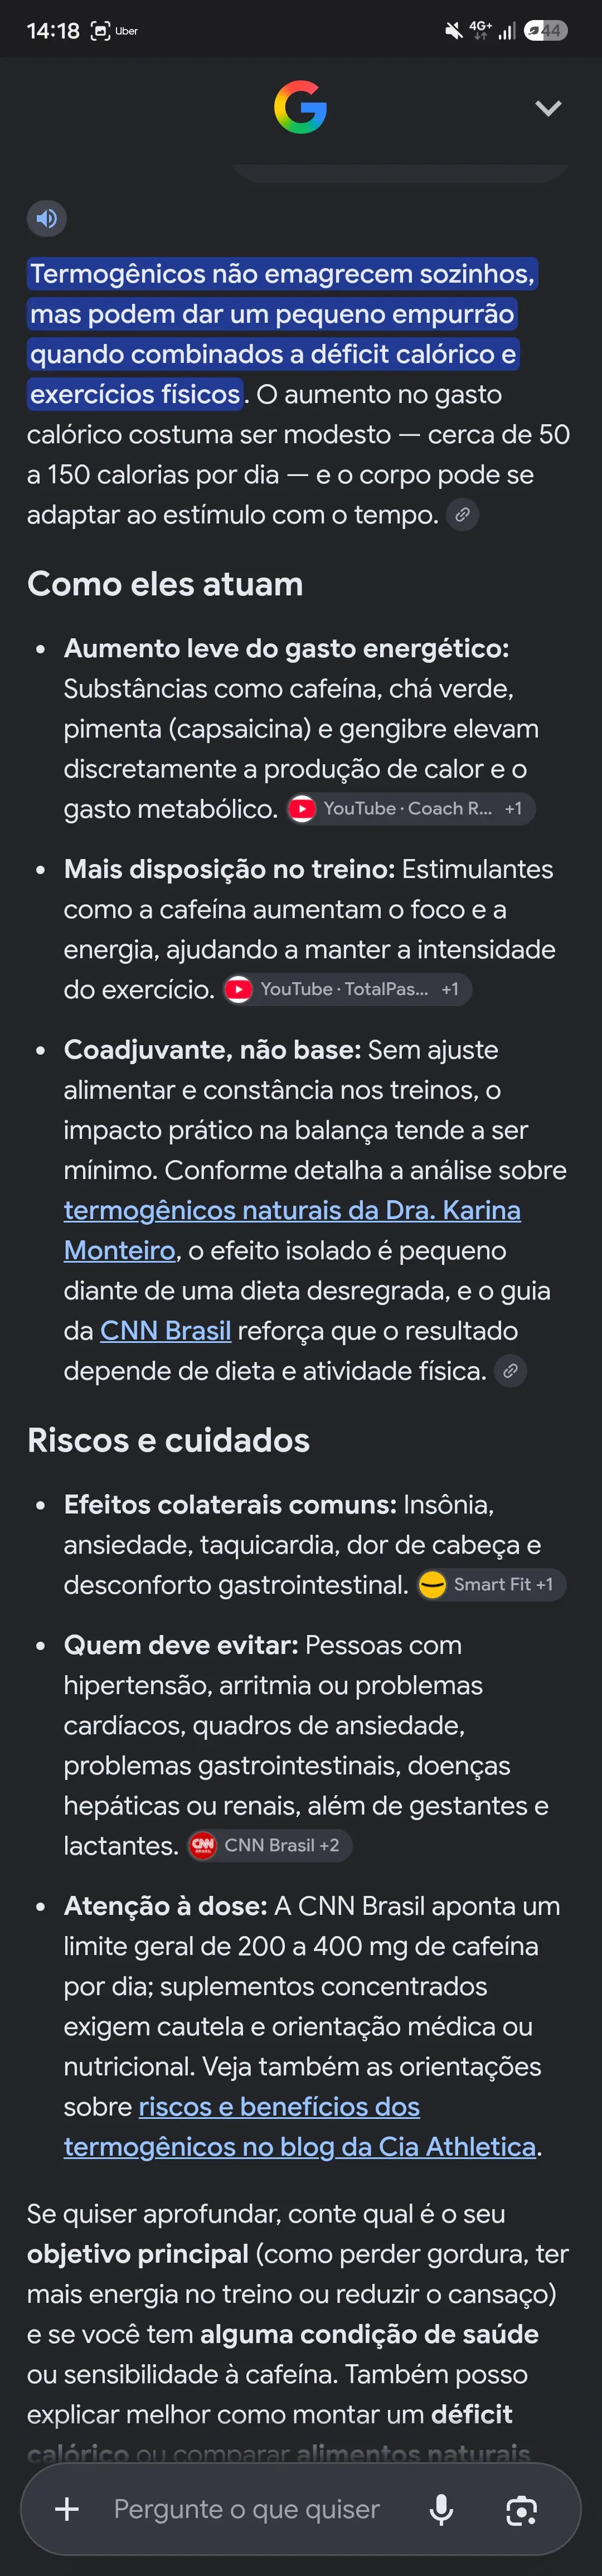 14:18 Uber 4G+ 44
Termogênicos não emagrecem sozinhos,
mas podem dar um pequeno empurrão
quando combinados a déficit calórico e
exercícios físicos. O aumento no gasto
calórico costuma ser modesto — cerca de 50
a 150 calorias por dia — e o corpo pode se
adaptar ao estímulo com o tempo.
Como eles atuam
• Aumento leve do gasto energético:
Substâncias como cafeína, chá verde,
pimenta (capsaicina) e gengibre elevam
discretamente a produção de calor e o
gasto metabólico. YouTube · Coach R... +1
• Mais disposição no treino: Estimulantes
como a cafeína aumentam o foco e a
energia, ajudando a manter a intensidade
do exercício. YouTube · TotalPas... +1
• Coadjuvante, não base: Sem ajuste
alimentar e constância nos treinos, o
impacto prático na balança tende a ser
mínimo. Conforme detalha a análise sobre
termogênicos naturais da Dra. Karina
Monteiro, o efeito isolado é pequeno
diante de uma dieta desregrada, e o guia
da CNN Brasil reforça que o resultado
depende de dieta e atividade física.
Riscos e cuidados
• Efeitos colaterais comuns: Insônia,
ansiedade, taquicardia, dor de cabeça e
desconforto gastrointestinal. Smart Fit +1
• Quem deve evitar: Pessoas com
hipertensão, arritmia ou problemas
cardíacos, quadros de ansiedade,
problemas gastrointestinais, doenças
hepáticas ou renais, além de gestantes e
lactantes. CNN BRASIL CNN Brasil +2
• Atenção à dose: A CNN Brasil aponta um
limite geral de 200 a 400 mg de cafeína
por dia; suplementos concentrados
exigem cautela e orientação médica ou
nutricional. Veja também as orientações
sobre riscos e benefícios dos
termogênicos no blog da Cia Athletica.
Se quiser aprofundar, conte qual é o seu
objetivo principal (como perder gordura, ter
mais energia no treino ou reduzir o cansaço)
e se você tem alguma condição de saúde
ou sensibilidade à cafeína. Também posso
explicar melhor como montar um déficit
calórico ou comparar alimentos naturais
Pergunte o que quiser